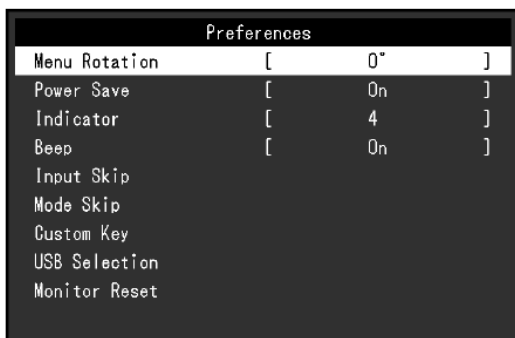 Preferences
Menu Rotation [ 0° ]
Power Save [ On ]
Indicator [ 4 ]
Beep [ On ]
Input Skip
Mode Skip
Custom Key
USB Selection
Monitor Reset